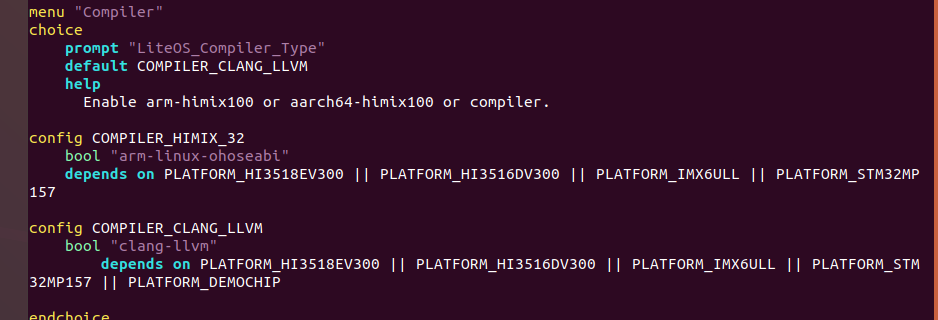 menu "Compiler"
choice
    prompt "LiteOS_Compiler_Type"
    default COMPILER_CLANG_LLVM
    help
      Enable arm-himix100 or aarch64-himix100 or compiler.

config COMPILER_HIMIX_32
    bool "arm-linux-ohoseabi"
    depends on PLATFORM_HI3518EV300 || PLATFORM_HI3516DV300 || PLATFORM_IMX6ULL || PLATFORM_STM32MP
157

config COMPILER_CLANG_LLVM
    bool "clang-llvm"
        depends on PLATFORM_HI3518EV300 || PLATFORM_HI3516DV300 || PLATFORM_IMX6ULL || PLATFORM_STM
32MP157 || PLATFORM_DEMOCHIP

endchoice